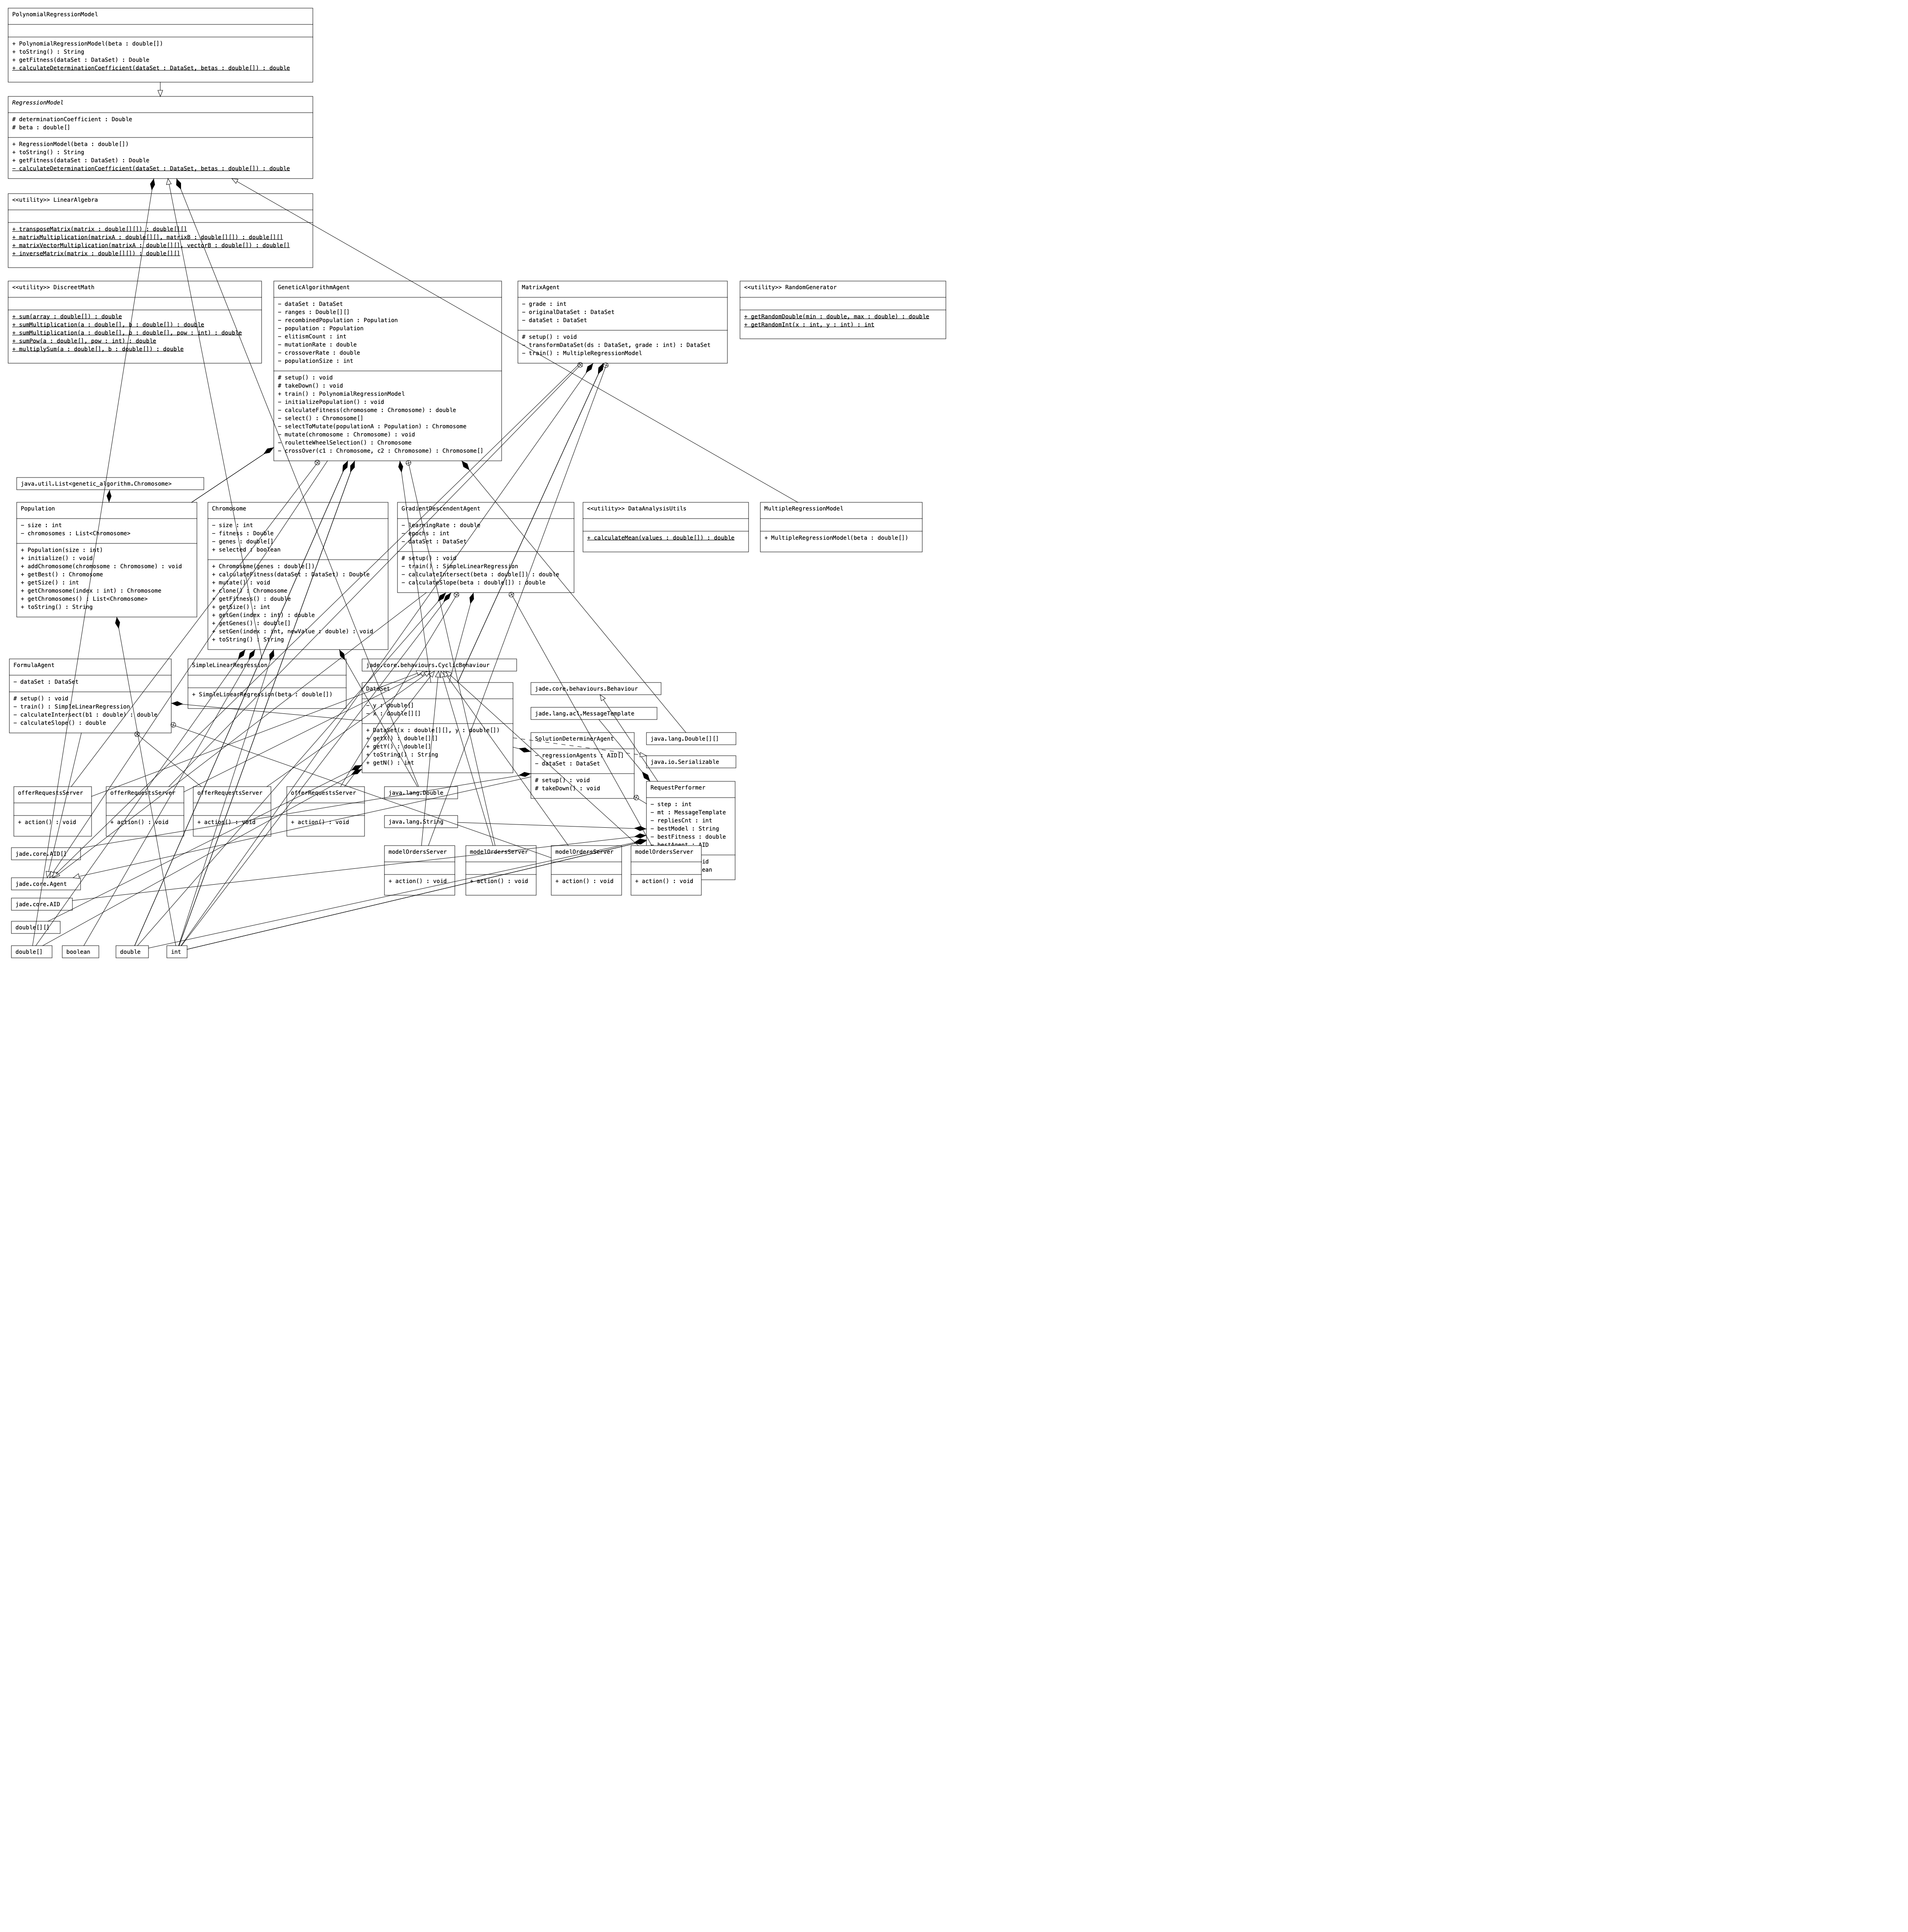 PolynomialRegressionModel
+ PolynomialRegressionModel(beta : double[])
+ toString() : String
+ getFitness(dataSet : DataSet) : Double
+ calculateDeterminationCoefficient(dataSet : DataSet, betas : double[]) : double
RegressionModel
# determinationCoefficient : Double
# beta : double[]
+ RegressionModel(beta : double[])
+ toString() : String
+ getFitness(dataSet : DataSet) : Double
− calculateDeterminationCoefficient(dataSet : DataSet, betas : double[]) : double
<<utility>> LinearAlgebra
+ transposeMatrix(matrix : double[][]) : double[][]
+ matrixMultiplication(matrixA : double[][], matrixB : double[][]) : double[][]
+ matrixVectorMultiplication(matrixA : double[][], vectorB : double[]) : double[]
+ inverseMatrix(matrix : double[][]) : double[][]
<<utility>> DiscreetMath
+ sum(array : double[]) : double
+ sumMultiplication(a : double[], b : double[]) : double
+ sumMultiplication(a : double[], b : double[], pow : int) : double
+ sumPow(a : double[], pow : int) : double
+ multiplySum(a : double[], b : double[]) : double
GeneticAlgorithmAgent
− dataSet : DataSet
− ranges : Double[][]
− recombinedPopulation : Population
− population : Population
− elitismCount : int
− mutationRate : double
− crossoverRate : double
− populationSize : int
# setup() : void
# takeDown() : void
+ train() : PolynomialRegressionModel
− initializePopulation() : void
− calculateFitness(chromosome : Chromosome) : double
− select() : Chromosome[]
− selectToMutate(populationA : Population) : Chromosome
− mutate(chromosome : Chromosome) : void
− rouletteWheelSelection() : Chromosome
− crossOver(c1 : Chromosome, c2 : Chromosome) : Chromosome[]
MatrixAgent
− grade : int
− originalDataSet : DataSet
− dataSet : DataSet
# setup() : void
− transformDataSet(ds : DataSet, grade : int) : DataSet
− train() : MultipleRegressionModel
<<utility>> RandomGenerator
+ getRandomDouble(min : double, max : double) : double
+ getRandomInt(x : int, y : int) : int
java.util.List<genetic_algorithm.Chromosome>
Population
− size : int
− chromosomes : List<Chromosome>
+ Population(size : int)
+ initialize() : void
+ addChromosome(chromosome : Chromosome) : void
+ getBest() : Chromosome
+ getSize() : int
+ getChromosome(index : int) : Chromosome
+ getChromosomes() : List<Chromosome>
+ toString() : String
Chromosome
− size : int
− fitness : Double
− genes : double[]
+ selected : boolean
+ Chromosome(genes : double[])
+ calculateFitness(dataSet : DataSet) : Double
+ mutate() : void
+ clone() : Chromosome
+ getFitness() : double
+ getSize() : int
+ getGen(index : int) : double
+ getGenes() : double[]
+ setGen(index : int, newValue : double) : void
+ toString() : String
GradientDescendentAgent
− learningRate : double
− epochs : int
− dataSet : DataSet
# setup() : void
− train() : SimpleLinearRegression
− calculateIntersect(beta : double[]) : double
− calculateSlope(beta : double[]) : double
<<utility>> DataAnalysisUtils
+ calculateMean(values : double[]) : double
MultipleRegressionModel
+ MultipleRegressionModel(beta : double[])
FormulaAgent
− dataSet : DataSet
# setup() : void
− train() : SimpleLinearRegression
− calculateIntersect(b1 : double) : double
− calculateSlope() : double
SimpleLinearRegression
+ SimpleLinearRegression(beta : double[])
jade.core.behaviours.CyclicBehaviour
DataSet
− y : double[]
− x : double[][]
+ DataSet(x : double[][], y : double[])
+ getX() : double[][]
+ getY() : double[]
+ toString() : String
+ getN() : int
jade.core.behaviours.Behaviour
jade.lang.acl.MessageTemplate
SolutionDeterminerAgent
− regressionAgents : AID[]
− dataSet : DataSet
# setup() : void
# takeDown() : void
java.lang.Double[][]
java.io.Serializable
RequestPerformer
− step : int
− mt : MessageTemplate
− repliesCnt : int
− bestModel : String
− bestFitness : double
− bestAgent : AID
id
ean
offerRequestsServer
+ action() : void
offerRequestsServer
+ action() : void
offerRequestsServer
+ action() : void
offerRequestsServer
+ action() : void
java.lang.Double
java.lang.String
modelOrdersServer
+ action() : void
modelOrdersServer
+ action() : void
modelOrdersServer
+ action() : void
modelOrdersServer
+ action() : void
jade.core.AID[]
jade.core.Agent
jade.core.AID
double[][]
double[]
boolean
double
int